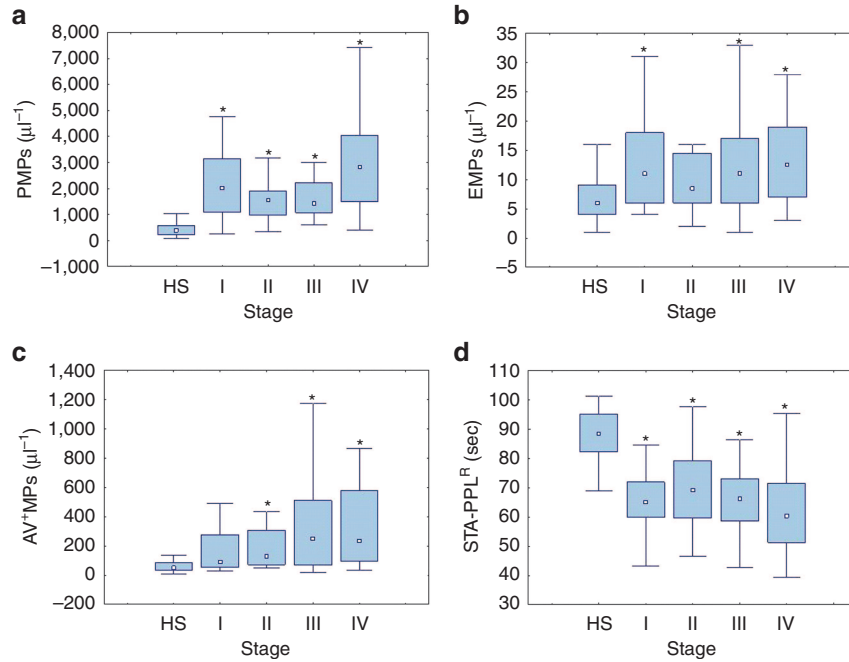 a
8,000
7,000
6,000
5,000
4,000
3,000
2,000
1,000
0
–1,000
PMPs (µl–1)
* * * *
HS I II III IV
Stage
b
35
30
25
20
15
10
5
0
–5
EMPs (µl–1)
* * *
HS I II III IV
Stage
c
1,400
1,200
1,000
800
600
400
200
0
–200
AV+MPs (µl–1)
* * *
HS I II III IV
Stage
d
110
100
90
80
70
60
50
40
30
STA-PPLR (sec)
* * * *
HS I II III IV
Stage